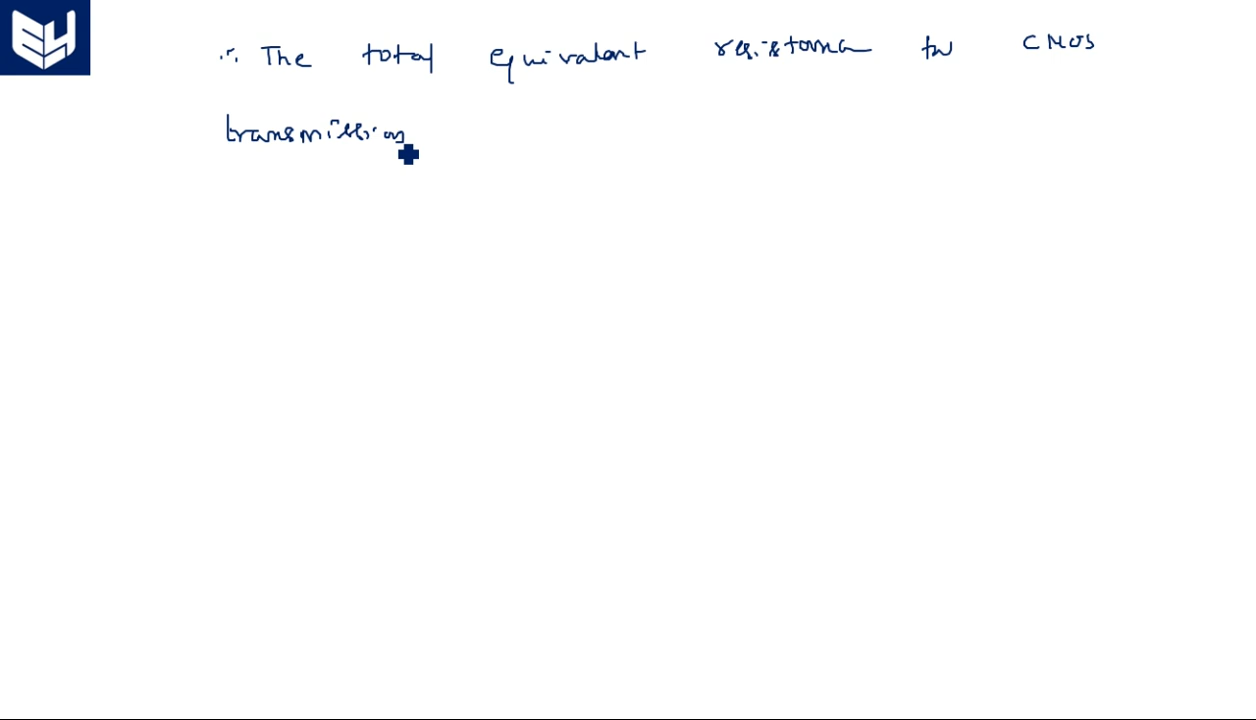 ∴ The total equivalent resistance for CMOS
transmission